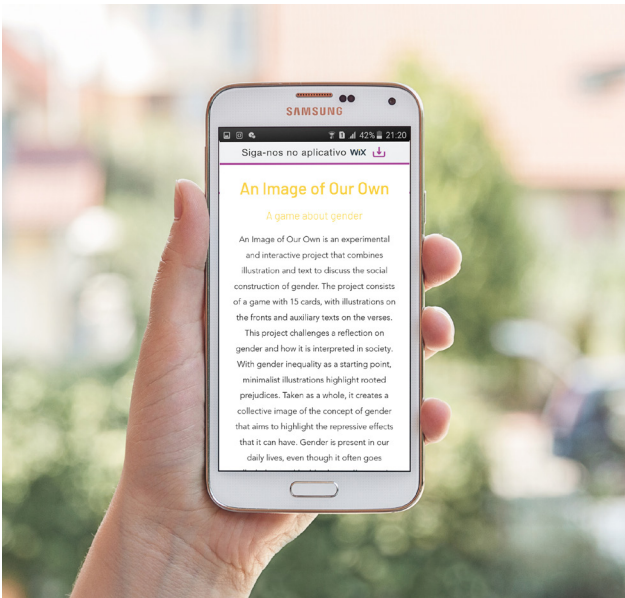 SAMSUNG
42% 21:20
Siga-nos no aplicativo WiX
An Image of Our Own
A game about gender
An Image of Our Own is an experimental
and interactive project that combines
illustration and text to discuss the social
construction of gender. The project consists
of a game with 15 cards, with illustrations on
the fronts and auxiliary texts on the verses.
This project challenges a reflection on
gender and how it is interpreted in society.
With gender inequality as a starting point,
minimalist illustrations highlight rooted
prejudices. Taken as a whole, it creates a
collective image of the concept of gender
that aims to highlight the repressive effects
that it can have. Gender is present in our
daily lives, even though it often goes